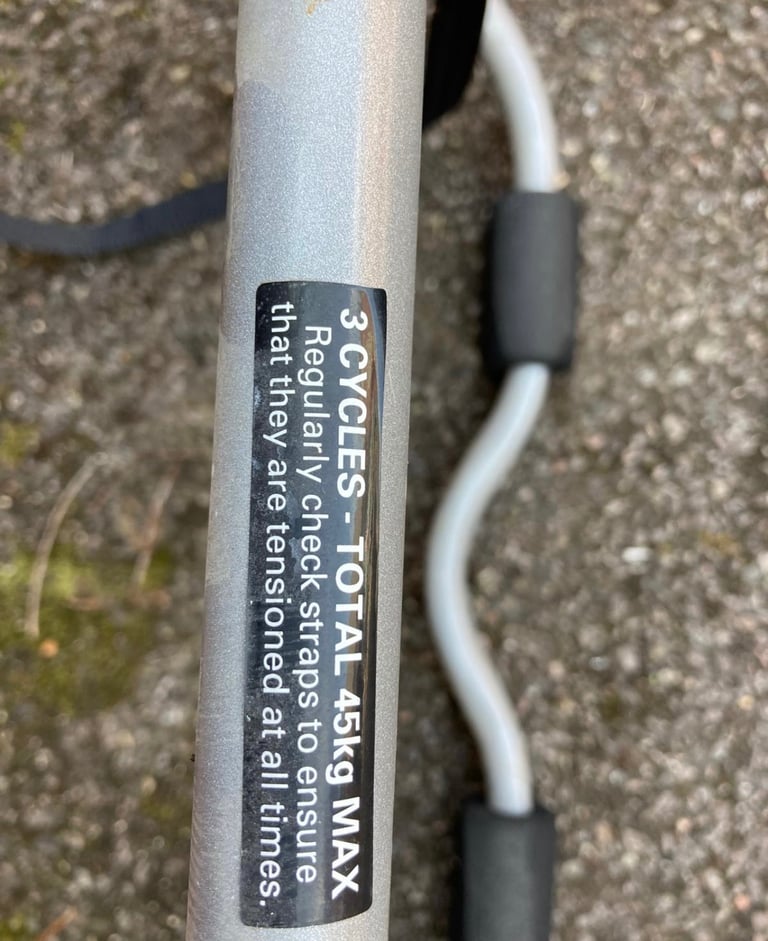 3 CYCLES - TOTAL 45kg MAX
Regularly check straps to ensure
that they are tensioned at all times.